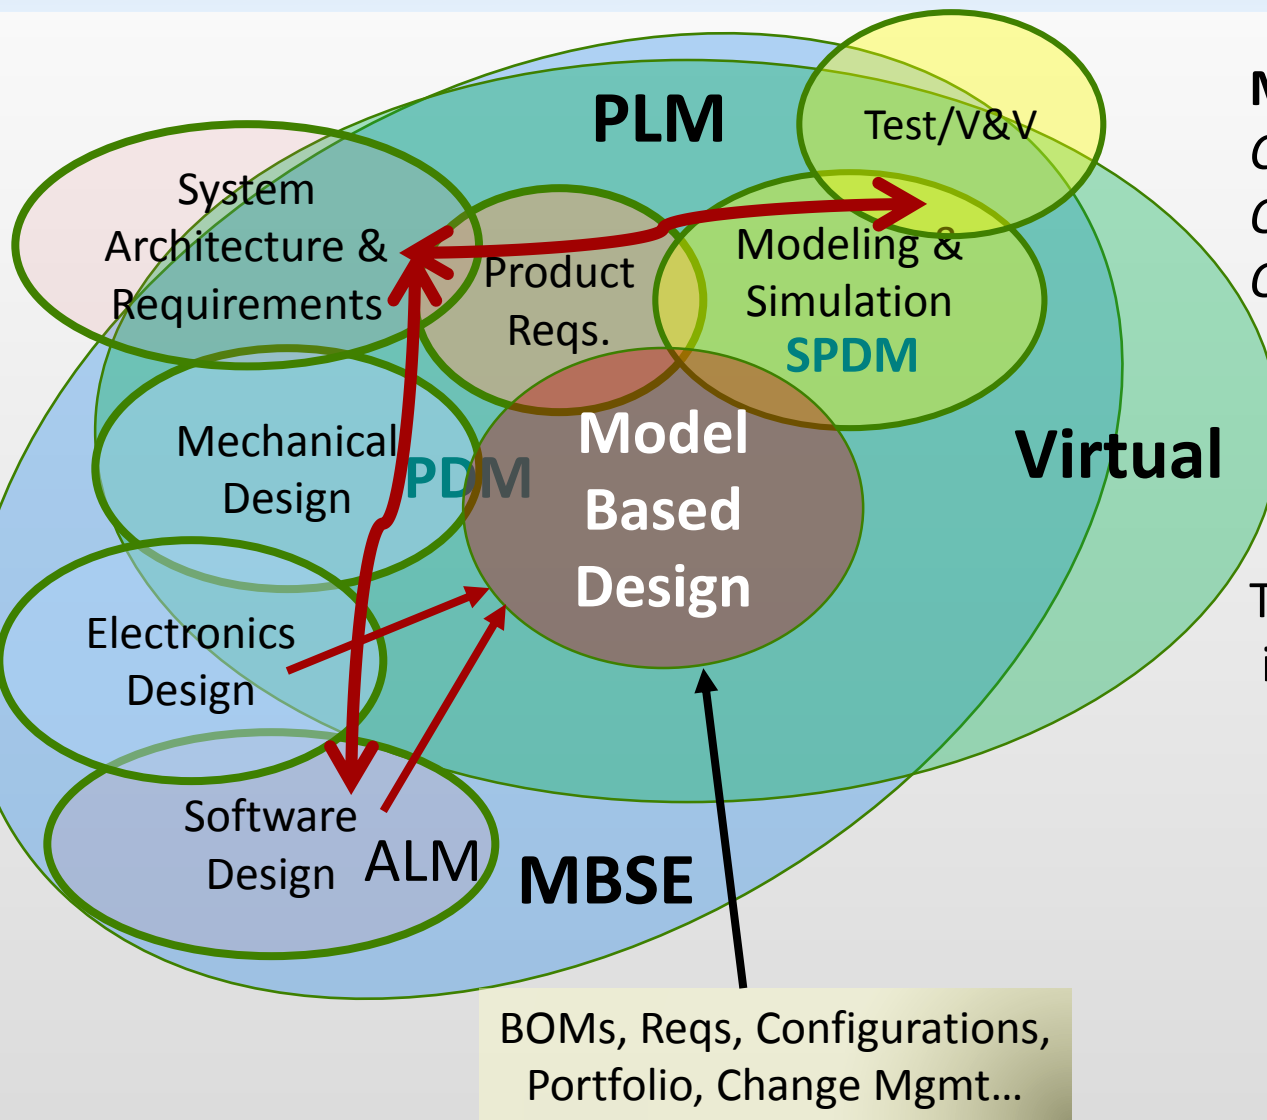 PLM
Test/V&V
System
Architecture &
Requirements
Product
Reqs.
Modeling &
Simulation
SPDM
Mechanical
Design
PDM
Model
Based
Design
Virtual
Electronics
Design
Software
Design
ALM
MBSE
BOMs, Reqs, Configurations,
Portfolio, Change Mgmt…